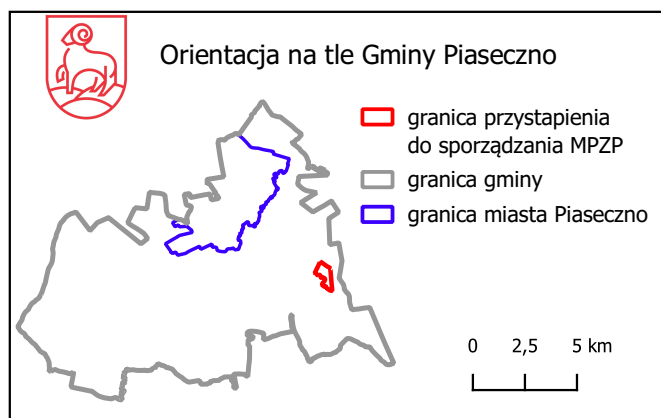 Orientacja na tle Gminy Piaseczno
granica przystapienia
do sporządzania MPZP
granica gminy
granica miasta Piaseczno
0 2,5 5 km